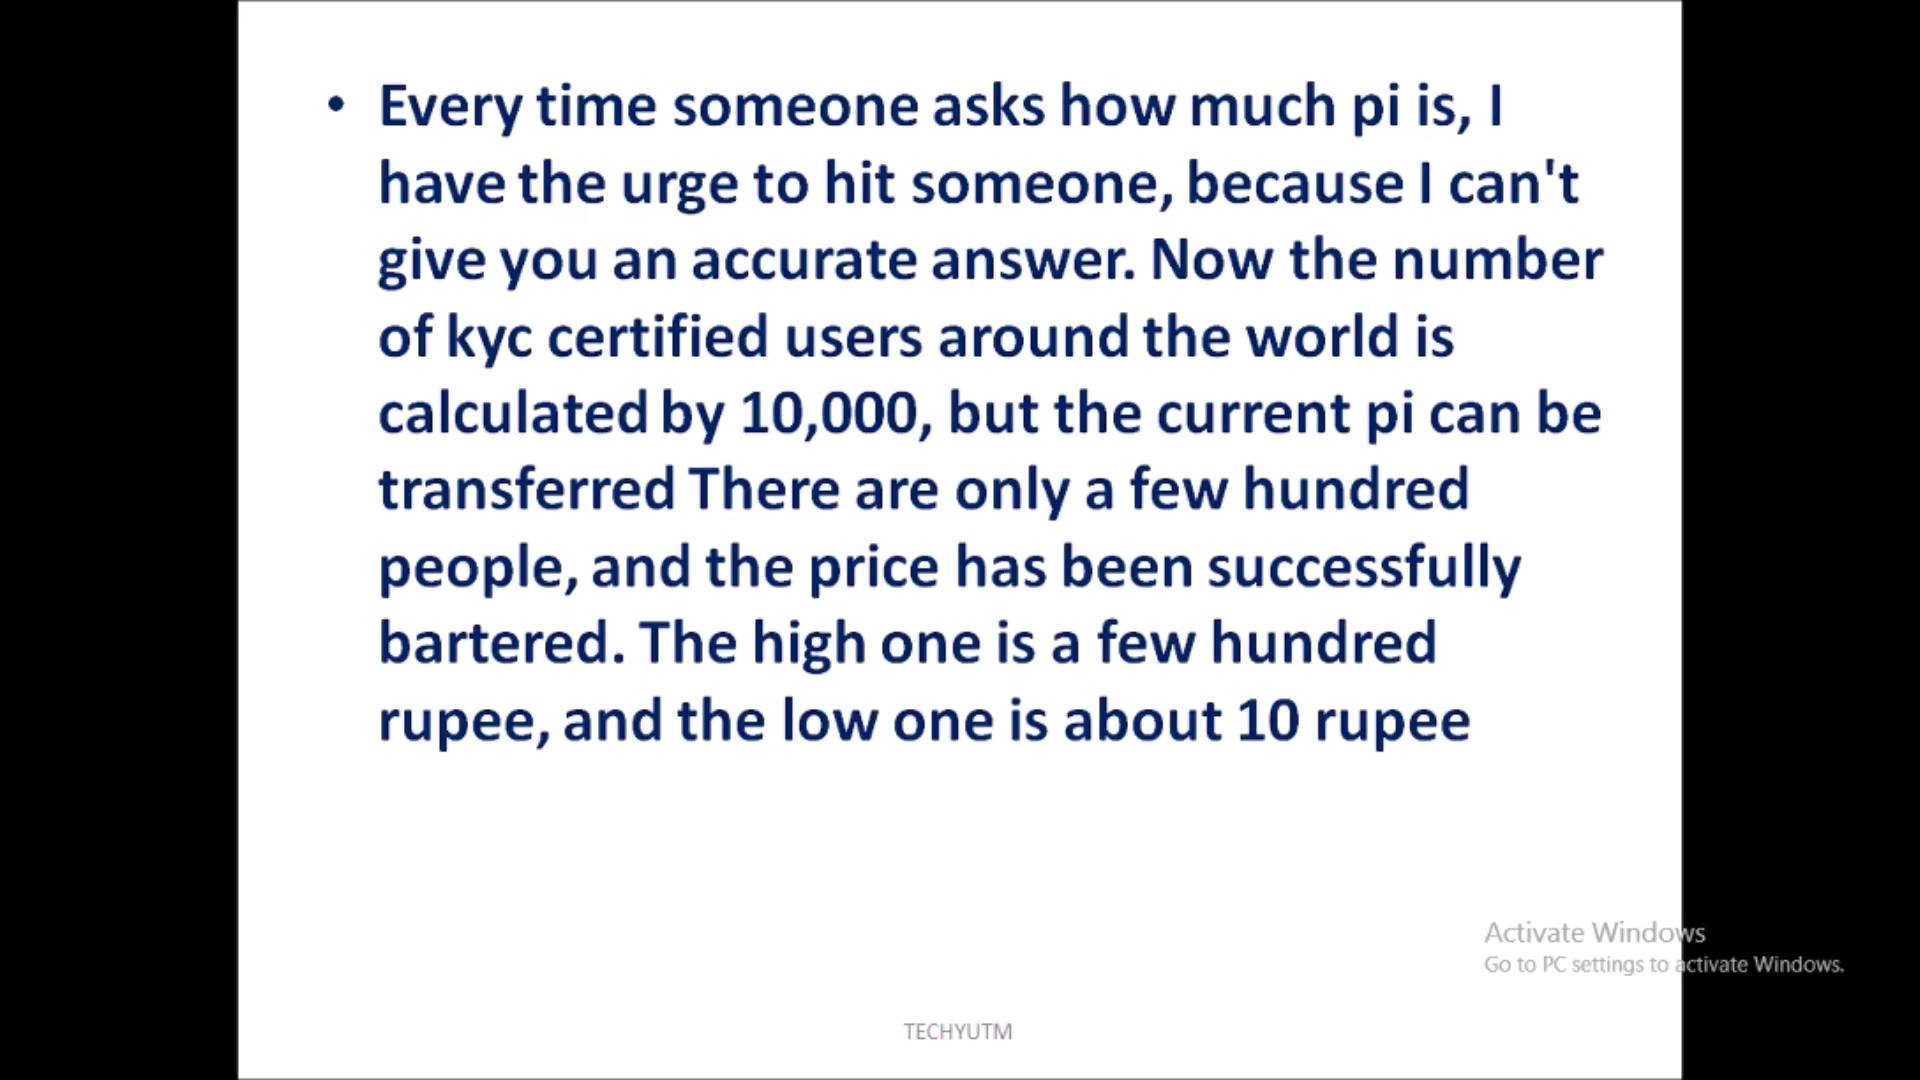 • Every time someone asks how much pi is, I
have the urge to hit someone, because I can't
give you an accurate answer. Now the number
of kyc certified users around the world is
calculated by 10,000, but the current pi can be
transferred There are only a few hundred
people, and the price has been successfully
bartered. The high one is a few hundred
rupee, and the low one is about 10 rupee
Activate Windows
Go to PC settings to activate Windows.
TECHYUTM